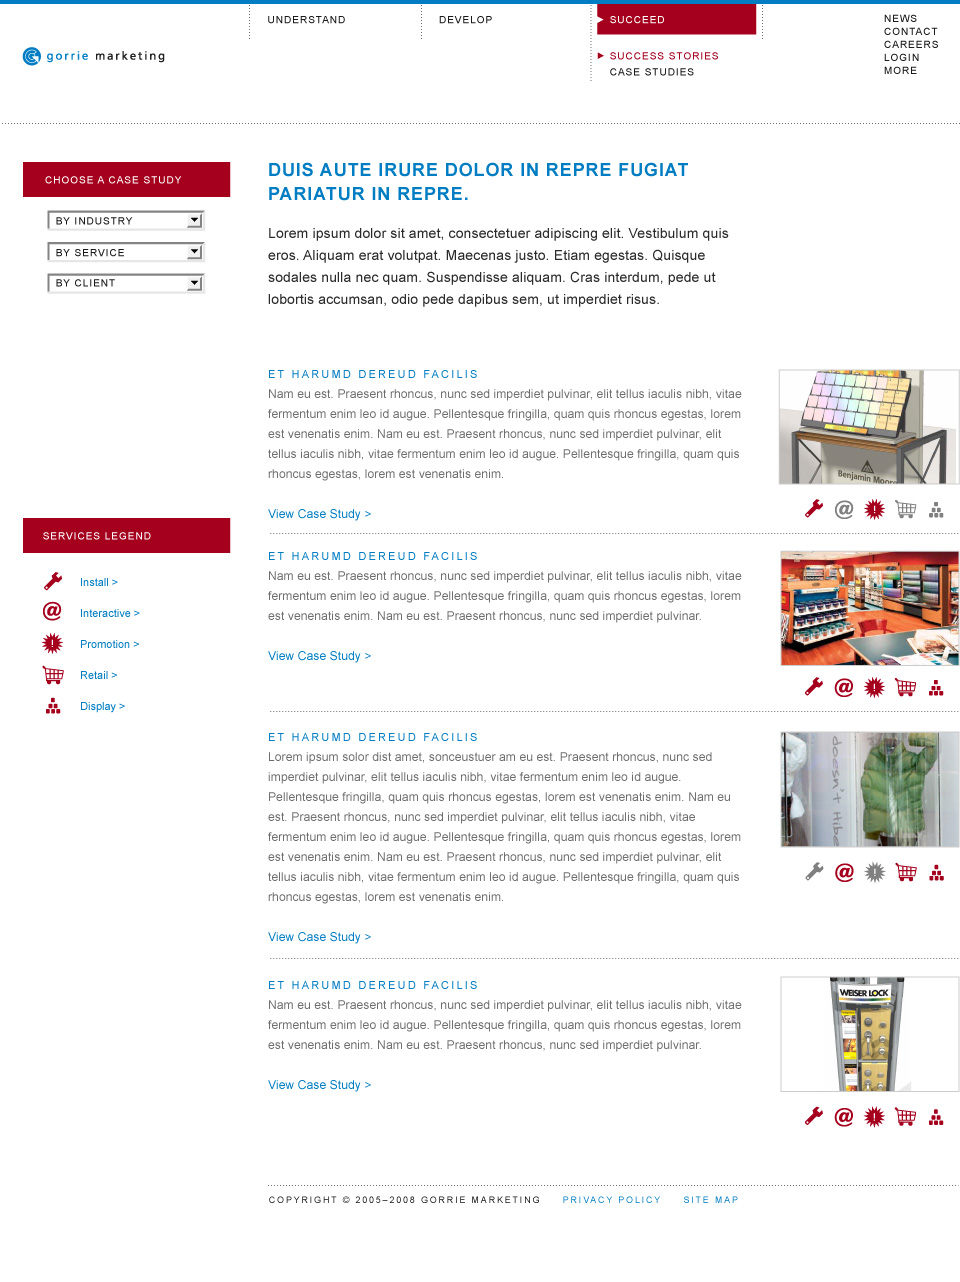 UNDERSTAND
DEVELOP
SUCCEED
SUCCESS STORIES
CASE STUDIES
NEWS
CONTACT
CAREERS
LOGIN
MORE
gorrie marketing
CHOOSE A CASE STUDY
BY INDUSTRY
BY SERVICE
BY CLIENT
DUIS AUTE IRURE DOLOR IN REPRE FUGIAT
PARIATUR IN REPRE.
Lorem ipsum dolor sit amet, consectetuer adipiscing elit. Vestibulum quis
eros. Aliquam erat volutpat. Maecenas justo. Etiam egestas. Quisque
sodales nulla nec quam. Suspendisse aliquam. Cras interdum, pede ut
lobortis accumsan, odio pede dapibus sem, ut imperdiet risus.
ET HARUMD DEREUD FACILIS
Nam eu est. Praesent rhoncus, nunc sed imperdiet pulvinar, elit tellus iaculis nibh, vitae
fermentum enim leo id augue. Pellentesque fringilla, quam quis rhoncus egestas, lorem
est venenatis enim. Nam eu est. Praesent rhoncus, nunc sed imperdiet pulvinar, elit
tellus iaculis nibh, vitae fermentum enim leo id augue. Pellentesque fringilla, quam quis
rhoncus egestas, lorem est venenatis enim.
View Case Study >
Benjamin Moore
SERVICES LEGEND
Install >
Interactive >
Promotion >
Retail >
Display >
ET HARUMD DEREUD FACILIS
Nam eu est. Praesent rhoncus, nunc sed imperdiet pulvinar, elit tellus iaculis nibh, vitae
fermentum enim leo id augue. Pellentesque fringilla, quam quis rhoncus egestas, lorem
est venenatis enim. Nam eu est. Praesent rhoncus, nunc sed imperdiet pulvinar.
View Case Study >
ET HARUMD DEREUD FACILIS
Lorem ipsum solor dist amet, sonceustuer am eu est. Praesent rhoncus, nunc sed
imperdiet pulvinar, elit tellus iaculis nibh, vitae fermentum enim leo id augue.
Pellentesque fringilla, quam quis rhoncus egestas, lorem est venenatis enim. Nam eu
est. Praesent rhoncus, nunc sed imperdiet pulvinar, elit tellus iaculis nibh, vitae
fermentum enim leo id augue. Pellentesque fringilla, quam quis rhoncus egestas, lorem
est venenatis enim. Nam eu est. Praesent rhoncus, nunc sed imperdiet pulvinar, elit
tellus iaculis nibh, vitae fermentum enim leo id augue. Pellentesque fringilla, quam quis
rhoncus egestas, lorem est venenatis enim.
View Case Study >
doesn't Hibe
ET HARUMD DEREUD FACILIS
Nam eu est. Praesent rhoncus, nunc sed imperdiet pulvinar, elit tellus iaculis nibh, vitae
fermentum enim leo id augue. Pellentesque fringilla, quam quis rhoncus egestas, lorem
est venenatis enim. Nam eu est. Praesent rhoncus, nunc sed imperdiet pulvinar.
View Case Study >
WEISER LOCK
COPYRIGHT © 2005–2008 GORRIE MARKETING
PRIVACY POLICY
SITE MAP